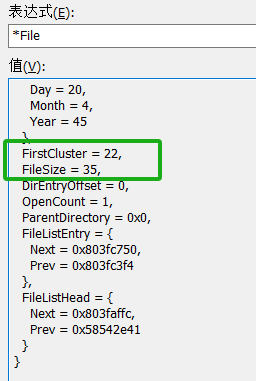 表达式(E):
*File
值(V):
Day = 20,
Month = 4,
Year = 45
}
FirstCluster = 22,
FileSize = 35,
DirEntryOffset = 0,
OpenCount = 1,
ParentDirectory = 0x0,
FileListEntry = {
Next = 0x803fc750,
Prev = 0x803fc3f4
},
FileListHead = {
Next = 0x803faffc,
Prev = 0x58542e41
}
}